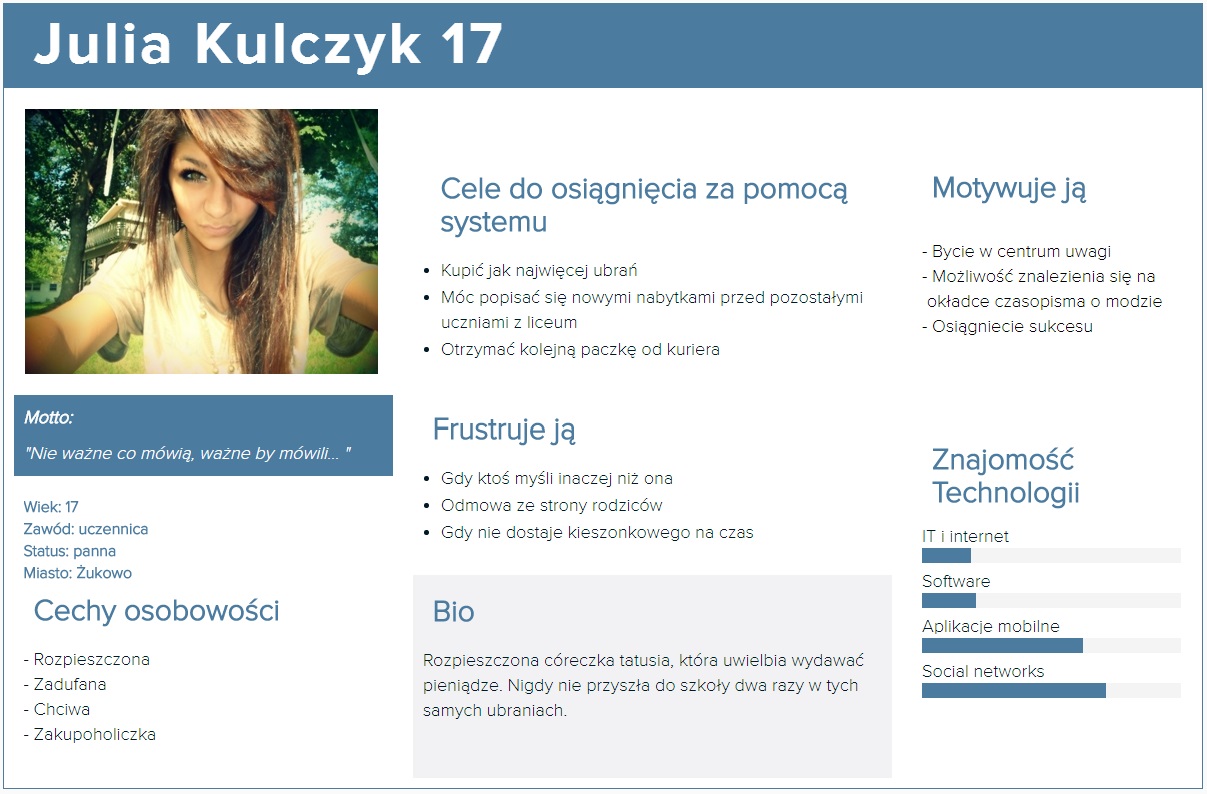 Julia Kulczyk 17
Motto:
"Nie ważne co mówią, ważne by mówili... "
Wiek: 17
Zawód: uczennica
Status: panna
Miasto: Żukowo
Cechy osobowości
- Rozpieszczona
- Zadufana
- Chciwa
- Zakupoholiczka
Cele do osiągnięcia za pomocą
systemu
• Kupić jak najwięcej ubrań
• Móc popisać się nowymi nabytkami przed pozostałymi
uczniami z liceum
• Otrzymać kolejną paczkę od kuriera
Frustruje ją
• Gdy ktoś myśli inaczej niż ona
• Odmowa ze strony rodziców
• Gdy nie dostaje kieszonkowego na czas
Bio
Rozpieszczona córeczka tatusia, która uwielbia wydawać
pieniądze. Nigdy nie przyszła do szkoły dwa razy w tych
samych ubraniach.
Motywuje ją
- Bycie w centrum uwagi
- Możliwość znalezienia się na
okładce czasopisma o modzie
- Osiągniecie sukcesu
Znajomość
Technologii
IT i internet
Software
Aplikacje mobilne
Social networks